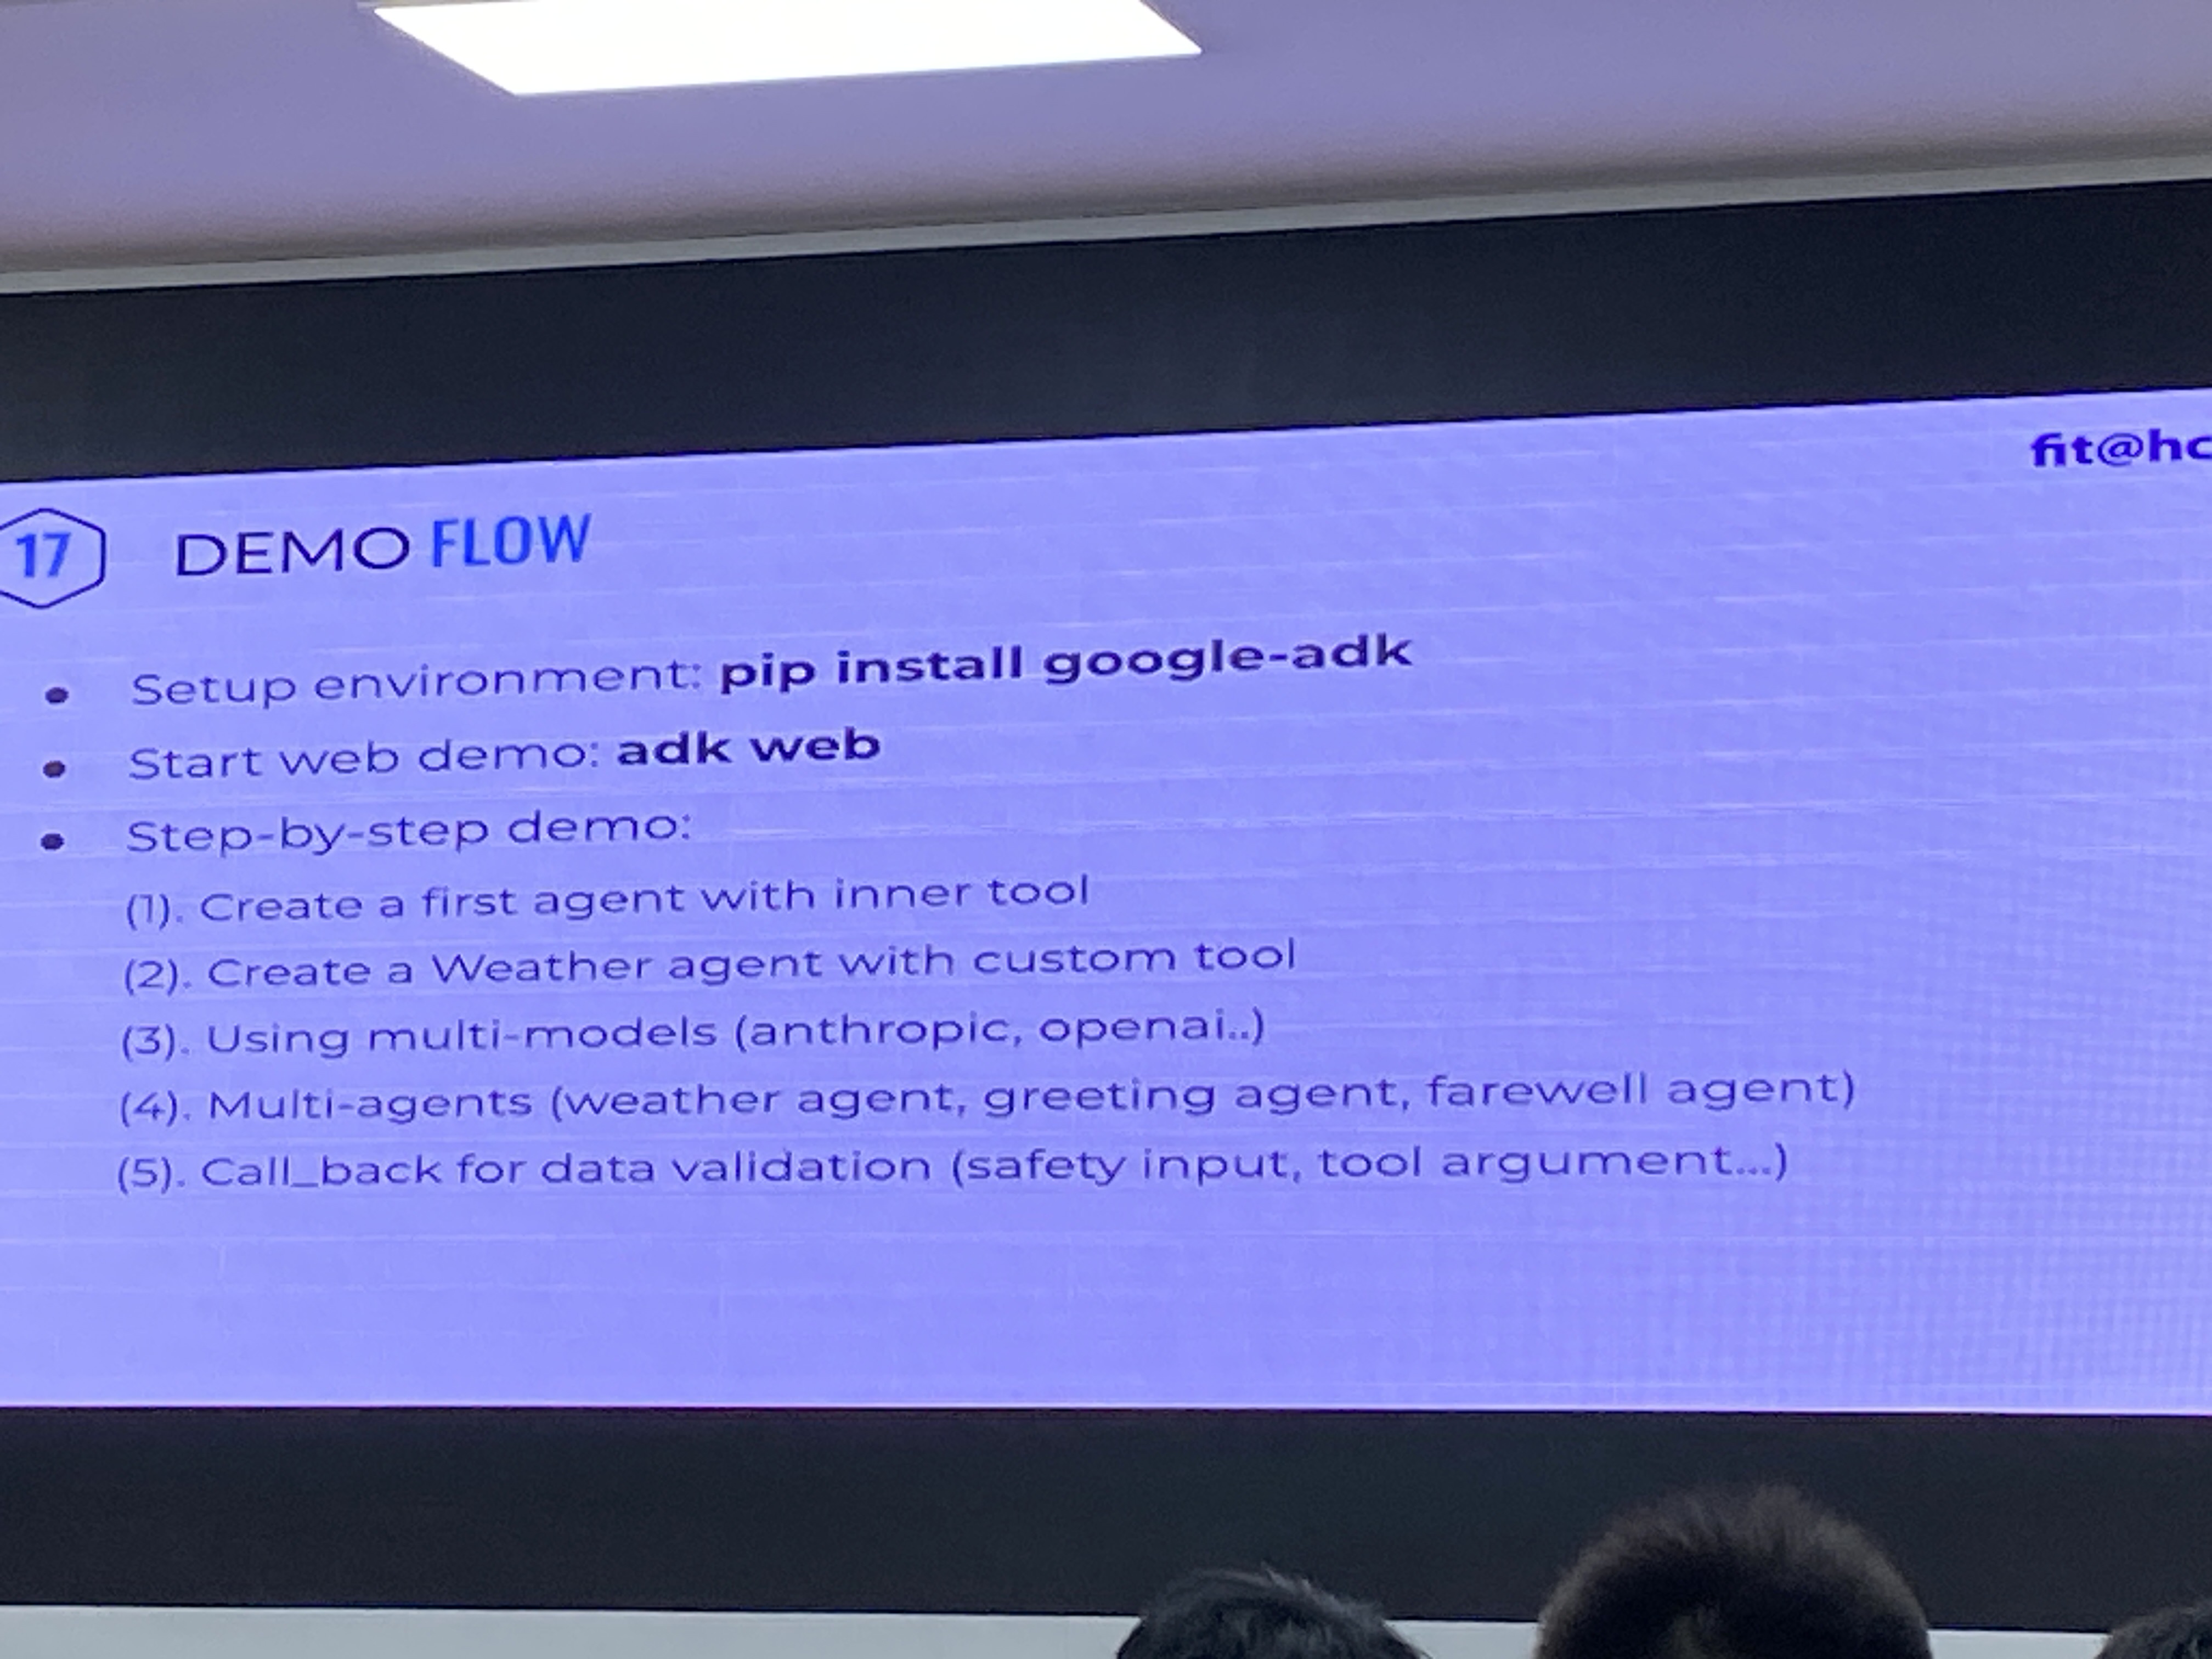 fit@hc
17 DEMO FLOW
• Setup environment: pip install google-adk
• Start web demo: adk web
• Step-by-step demo:
(1). Create a first agent with inner tool
(2). Create a Weather agent with custom tool
(3). Using multi-models (anthropic, openai..)
(4). Multi-agents (weather agent, greeting agent, farewell agent)
(5). Call_back for data validation (safety input, tool argument...)